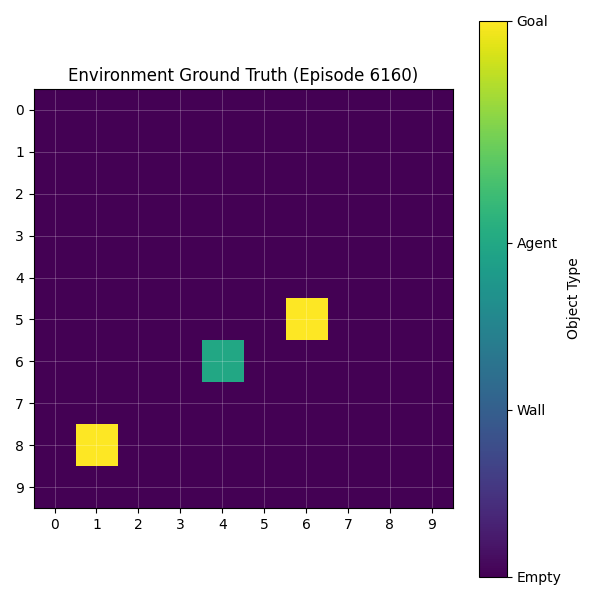 Environment Ground Truth (Episode 6160)
Goal
Agent
Wall
Empty
Object Type
0
1
2
3
4
5
6
7
8
9
0 1 2 3 4 5 6 7 8 9